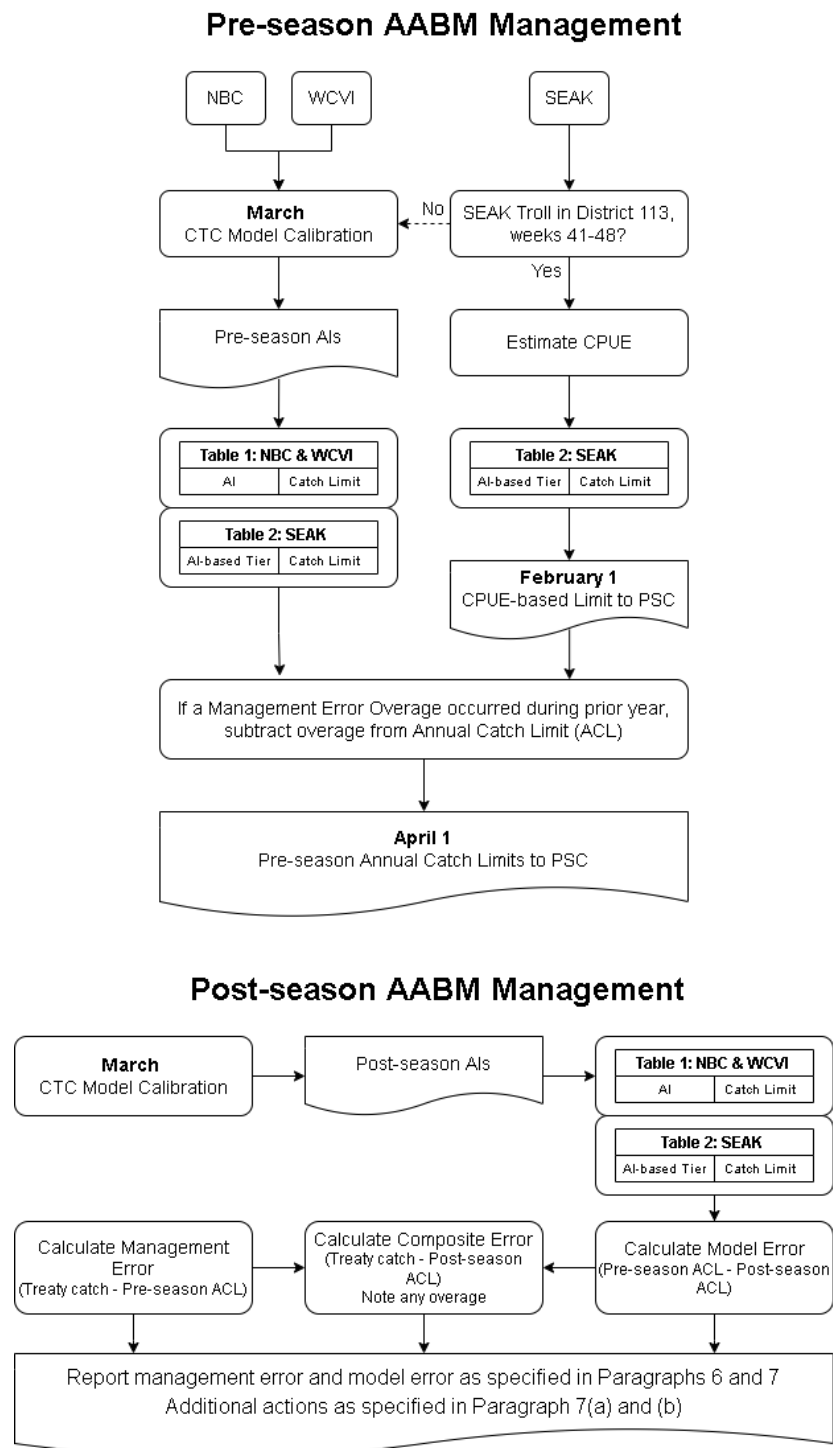 Pre-season AABM Management
NBC
WCVI
SEAK
March
CTC Model Calibration
No
SEAK Troll in District 113,
weeks 41-48?
Yes
Pre-season AIs
Estimate CPUE
Table 1: NBC & WCVI
AI
Catch Limit
Table 2: SEAK
AI-based Tier
Catch Limit
Table 2: SEAK
AI-based Tier
Catch Limit
February 1
CPUE-based Limit to PSC
If a Management Error Overage occurred during prior year,
subtract overage from Annual Catch Limit (ACL)
April 1
Pre-season Annual Catch Limits to PSC
Post-season AABM Management
March
CTC Model Calibration
Post-season AIs
Table 1: NBC & WCVI
AI
Catch Limit
Table 2: SEAK
AI-based Tier
Catch Limit
Calculate Management
Error
(Treaty catch - Pre-season ACL)
Calculate Composite Error
(Treaty catch - Post-season
ACL)
Note any overage
Calculate Model Error
(Pre-season ACL - Post-season
ACL)
Report management error and model error as specified in Paragraphs 6 and 7
Additional actions as specified in Paragraph 7(a) and (b)